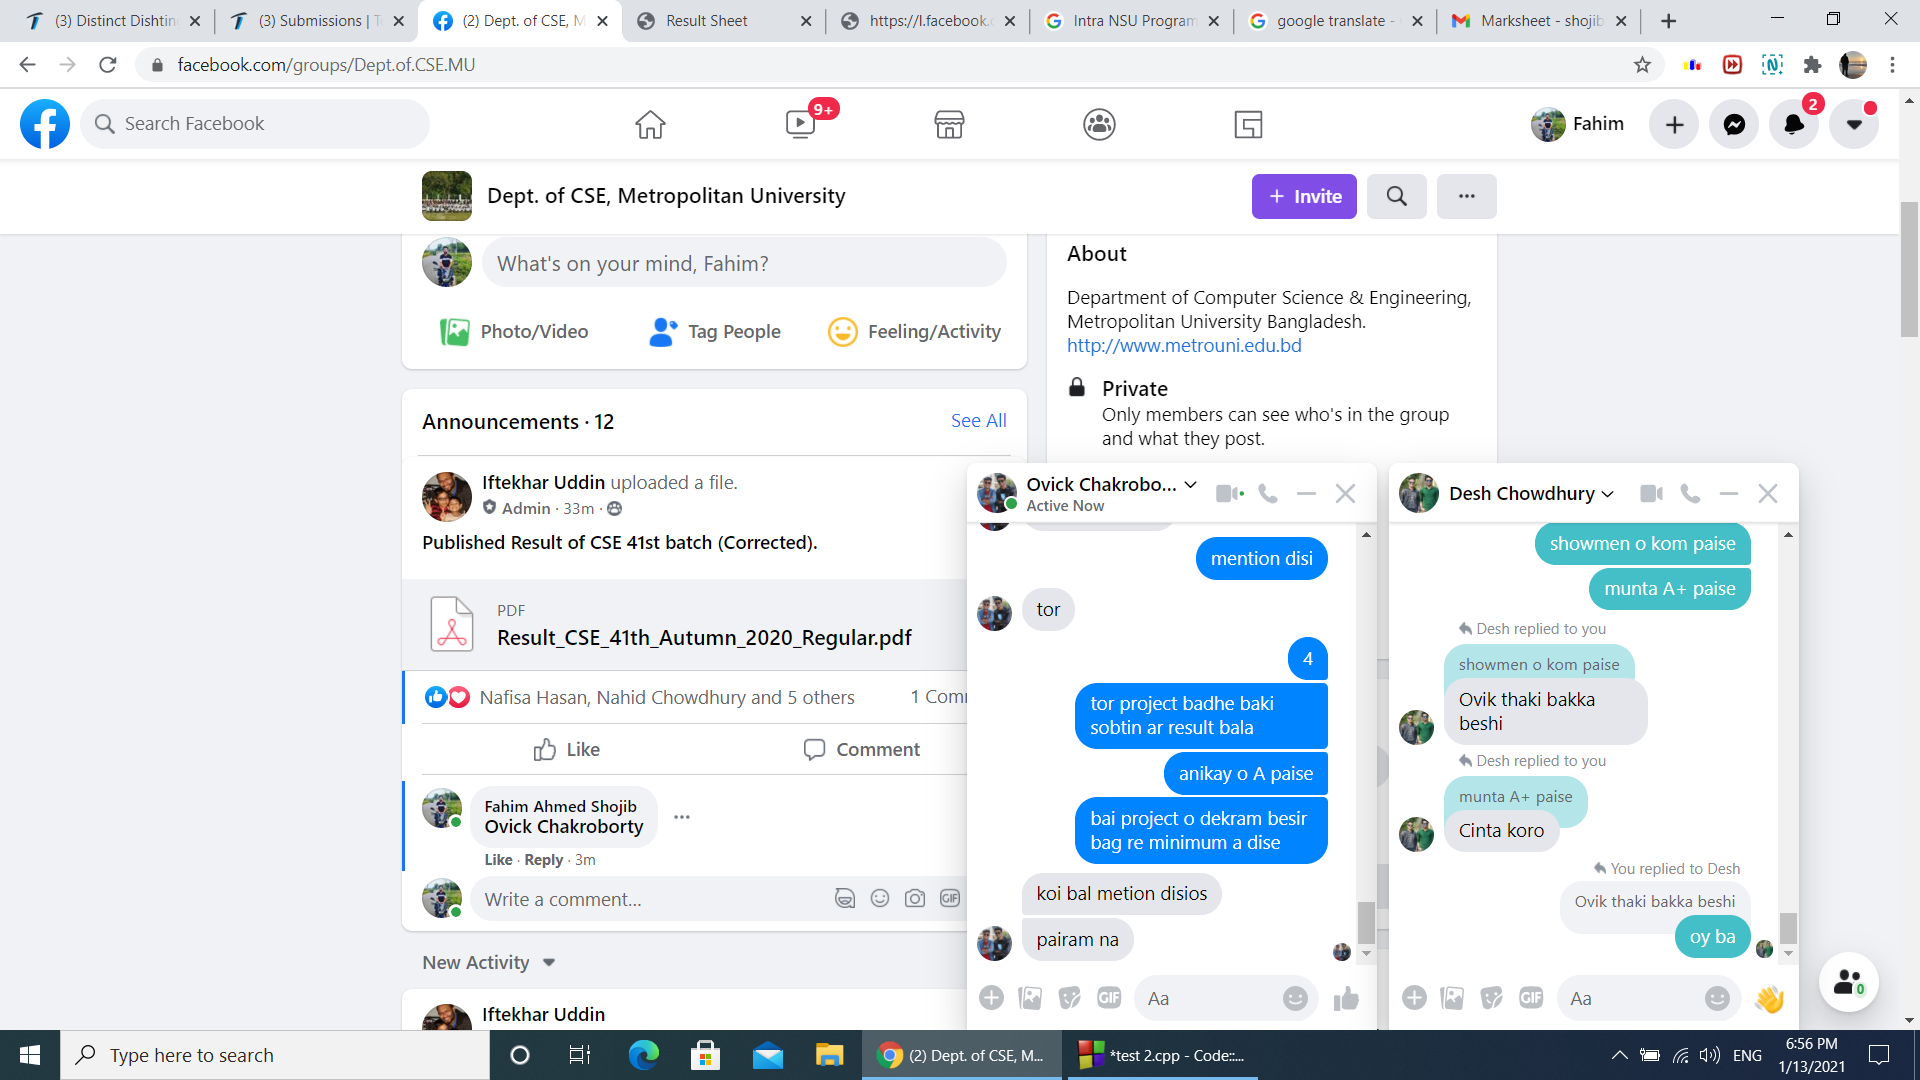 (3) Distinct Dishtin
(3) Submissions | T
(2) Dept. of CSE, M
Result Sheet
https://l.facebook.c
Intra NSU Program
google translate -
Marksheet - shojib
facebook.com/groups/Dept.of.CSE.MU
Search Facebook
9+
Fahim
2
Dept. of CSE, Metropolitan University
+ Invite
What's on your mind, Fahim?
Photo/Video
Tag People
Feeling/Activity
About
Department of Computer Science & Engineering,
Metropolitan University Bangladesh.
http://www.metrouni.edu.bd
Private
Only members can see who's in the group
and what they post.
Announcements · 12
See All
Iftekhar Uddin uploaded a file.
Admin · 33m ·
Published Result of CSE 41st batch (Corrected).
PDF
Result_CSE_41th_Autumn_2020_Regular.pdf
Nafisa Hasan, Nahid Chowdhury and 5 others
1 Com
Like
Comment
Fahim Ahmed Shojib
Ovick Chakroborty
Like · Reply · 3m
Write a comment...
GIF
New Activity
Iftekhar Uddin
Ovick Chakrobo...
Active Now
mention disi
tor
4
tor project badhe baki
sobtin ar result bala
anikay o A paise
bai project o dekram besir
bag re minimum a dise
koi bal metion disios
pairam na
GIF
Aa
Desh Chowdhury
showmen o kom paise
munta A+ paise
Desh replied to you
showmen o kom paise
Ovik thaki bakka
beshi
Desh replied to you
munta A+ paise
Cinta koro
You replied to Desh
Ovik thaki bakka beshi
oy ba
GIF
Aa
0
Type here to search
(2) Dept. of CSE, M...
*test 2.cpp - Code::...
ENG
6:56 PM
1/13/2021